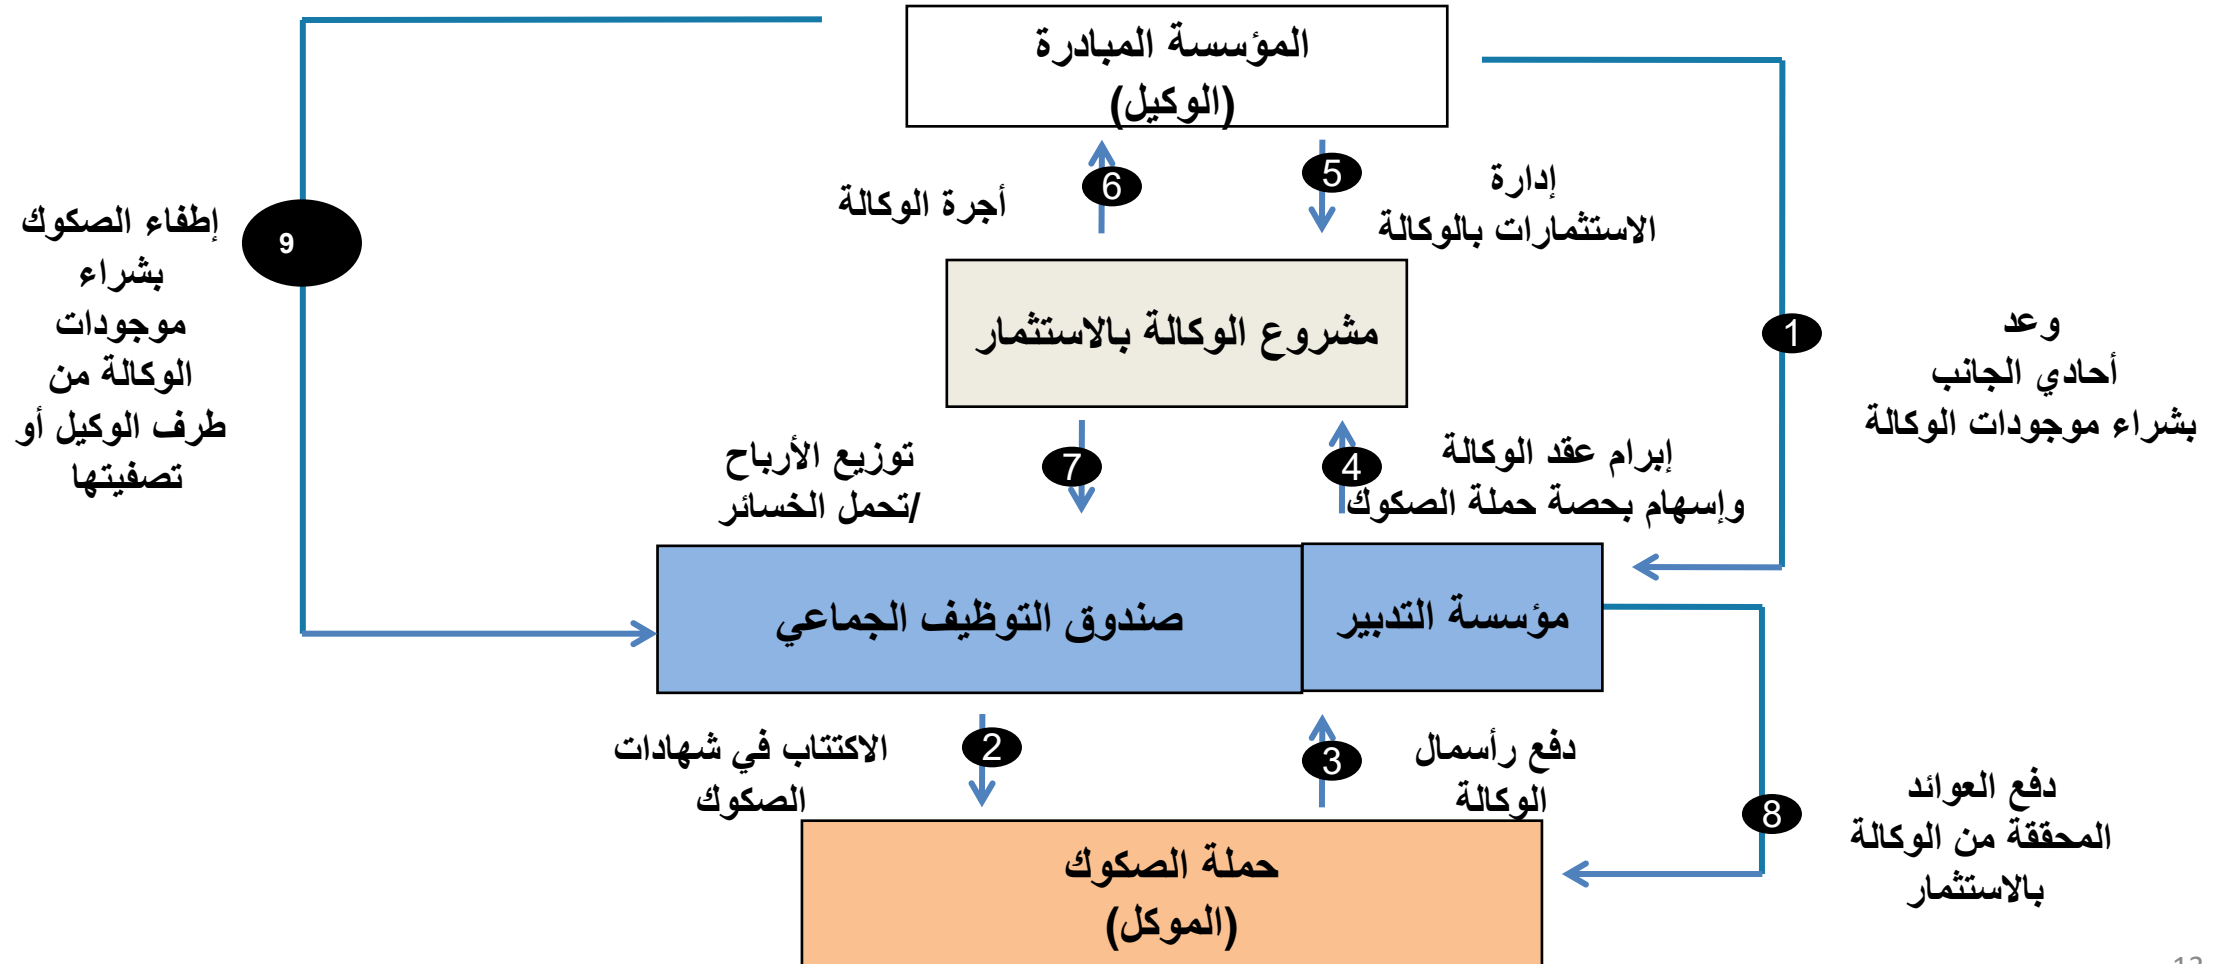 المؤسسة المبادرة
(الوكيل)
5
إدارة
الاستثمارات بالوكالة
6
أجرة الوكالة
1
وعد
أحادي الجانب
بشراء موجودات الوكالة
9
إطفاء الصكوك
بشراء
موجودات
الوكالة من
طرف الوكيل أو
تصفيتها
مشروع الوكالة بالاستثمار
4
إبرام عقد الوكالة
وإسهام بحصة حملة الصكوك
7
توزيع الأرباح
/تحمل الخسائر
مؤسسة التدبير
صندوق التوظيف الجماعي
3
دفع رأسمال
الوكالة
2
الاكتتاب في شهادات
الصكوك
8
دفع العوائد
المحققة من الوكالة
بالاستثمار
حملة الصكوك
(الموكل)